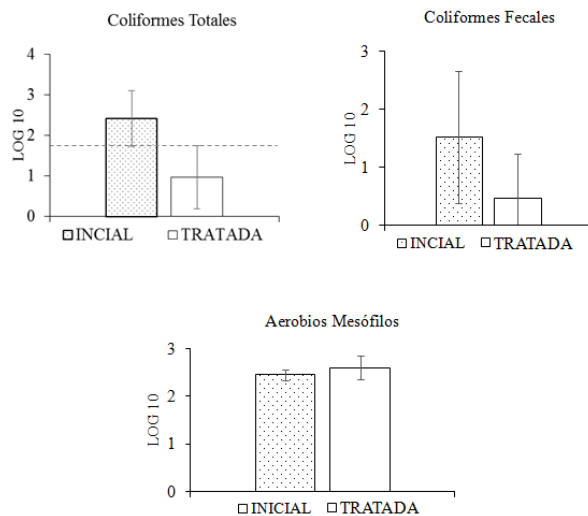 Coliformes Totales
4
3
2
1
0
LOG 10
INCIAL TRATADA
Coliformes Fecales
3
2
1
0
LOG 10
INCIAL TRATADA
Aerobios Mesófilos
3
2
1
0
LOG 10
INICIAL TRATADA